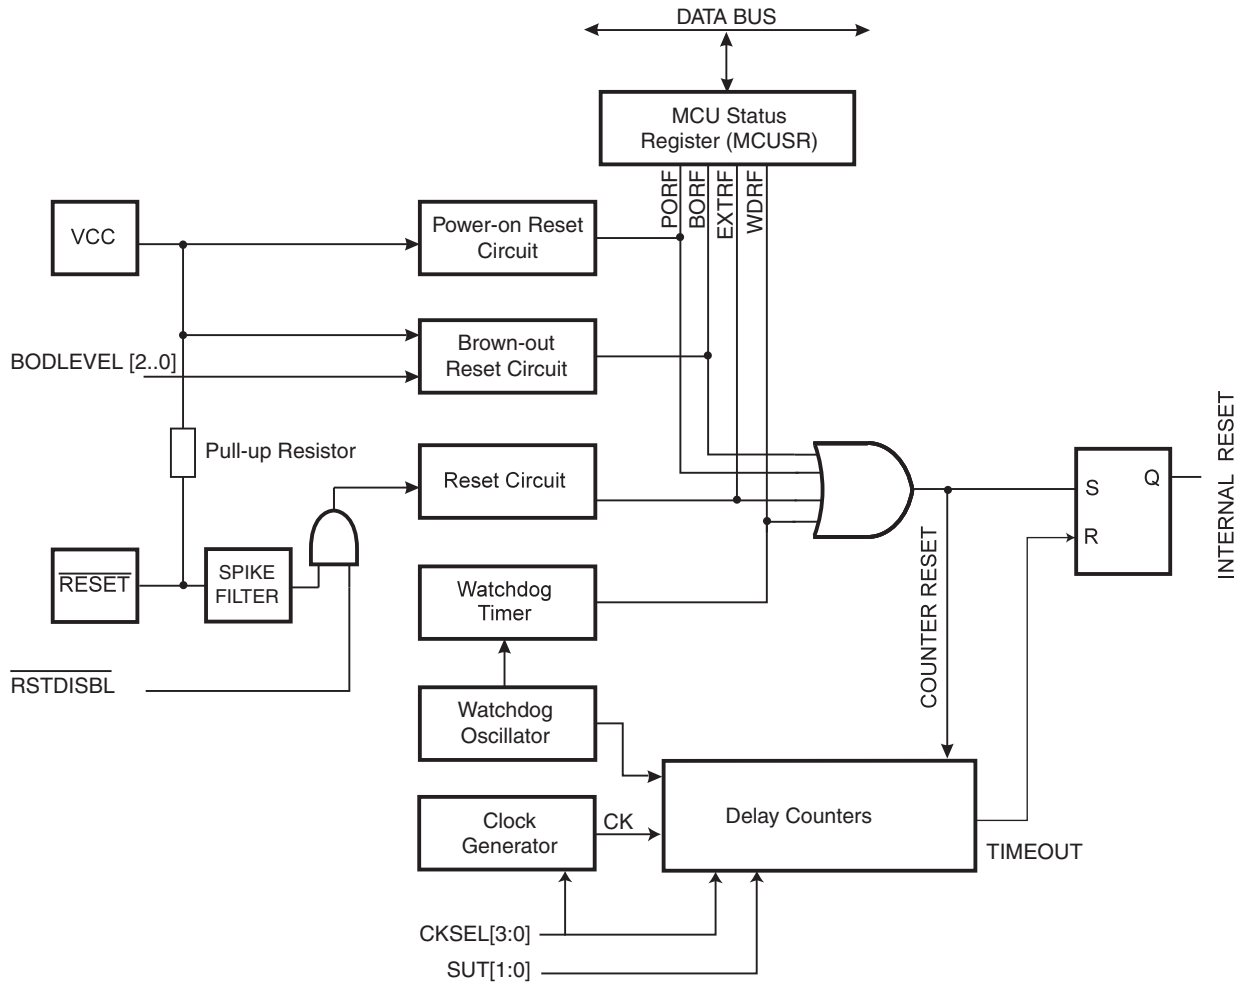 DATA BUS
MCU Status
Register (MCUSR)
PORF
BORF
EXTRF
WDRF
VCC
Power-on Reset
Circuit
Brown-out
Reset Circuit
BODLEVEL [2..0]
Pull-up Resistor
Reset Circuit
S
Q
R
INTERNAL RESET
RESET
SPIKE
FILTER
Watchdog
Timer
COUNTER RESET
RSTDISBL
Watchdog
Oscillator
Clock
Generator
CK
Delay Counters
TIMEOUT
CKSEL[3:0]
SUT[1:0]